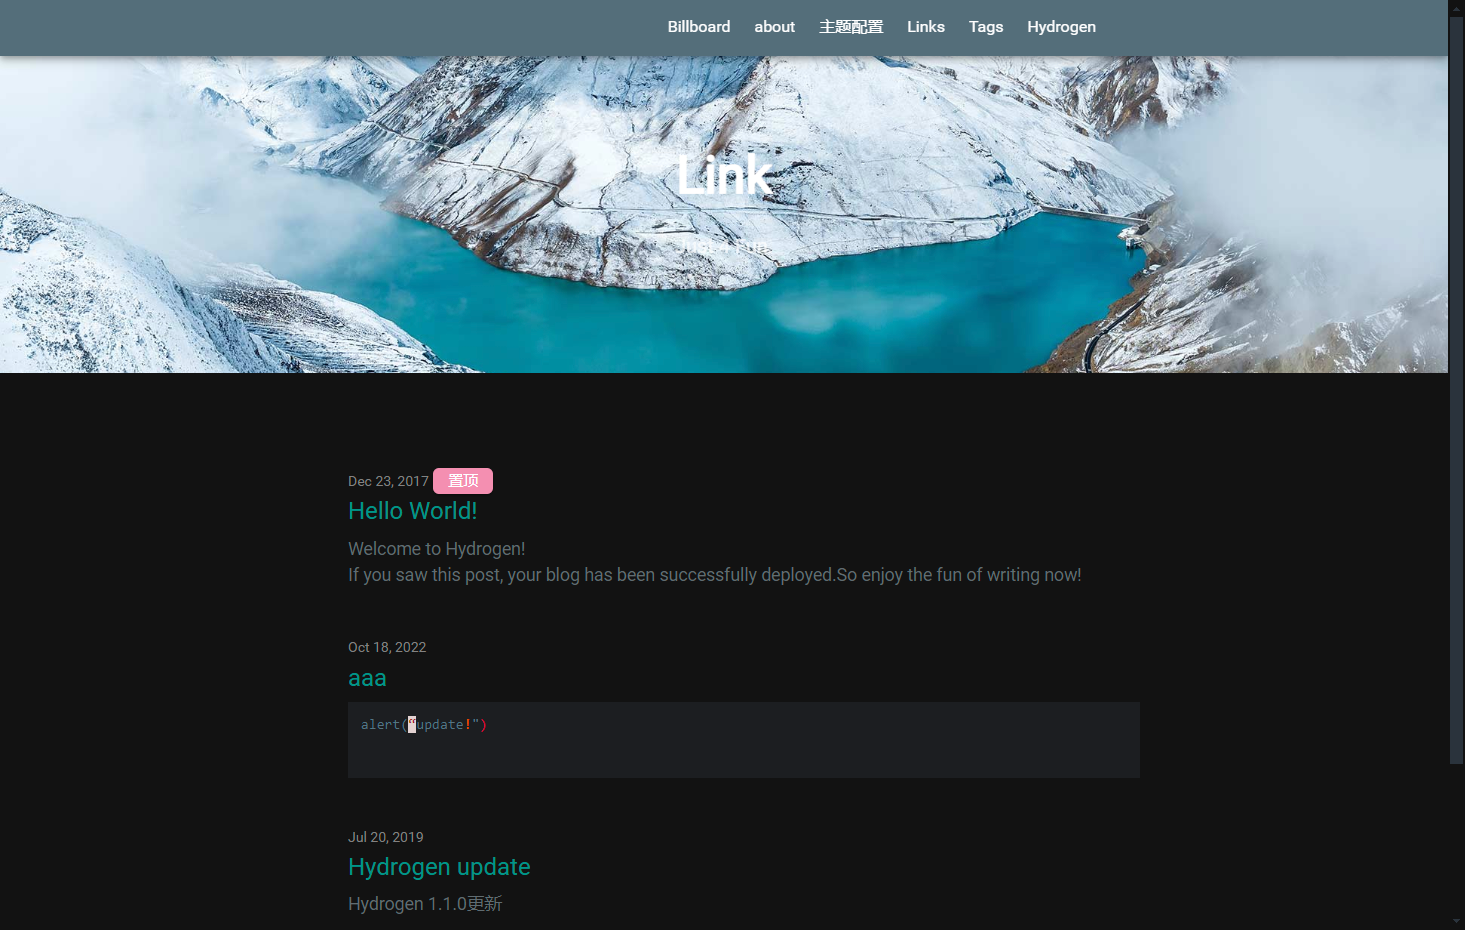 Billboard about 主题配置 Links Tags Hydrogen
Link
Dec 23, 2017 置顶
Hello World!
Welcome to Hydrogen!
If you saw this post, your blog has been successfully deployed.So enjoy the fun of writing now!
Oct 18, 2022
aaa
alert(“update!")
Jul 20, 2019
Hydrogen update
Hydrogen 1.1.0更新